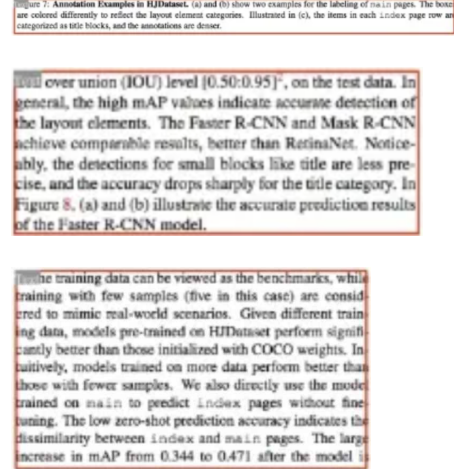 Figure 7: Annotation Examples in HJDataset. (a) and (b) show two examples for the labeling of main pages. The boxes
are colored differently to reflect the layout element categories. Illustrated in (c), the items in each index page row are
categorized as title blocks, and the annotations are denser.
over union (IOU) level [0.50:0.95], on the test data. In
general, the high mAP values indicate accurate detection of
the layout elements. The Faster R-CNN and Mask R-CNN
achieve comparable results, better than RetinaNet. Notice-
ably, the detections for small blocks like title are less pre-
cise, and the accuracy drops sharply for the title category. In
Figure 8, (a) and (b) illustrate the accurate prediction results
of the Faster R-CNN model.
he training data can be viewed as the benchmarks, while
training with few samples (five in this case) are consid-
ered to mimic real-world scenarios. Given different train-
ing data, models pre-trained on HJDataset perform signifi-
cantly better than those initialized with COCO weights. In-
tuitively, models trained on more data perform better than
those with fewer samples. We also directly use the model
trained on main to predict index pages without fine-
tuning. The low zero-shot prediction accuracy indicates the
dissimilarity between index and main pages. The large
increase in mAP from 0.344 to 0.471 after the model is